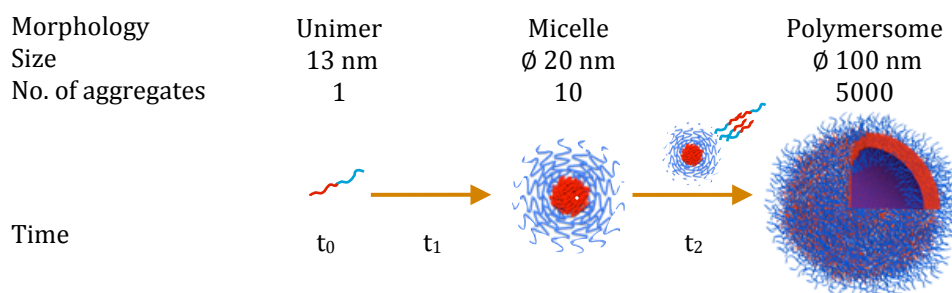 Morphology Unimer Micelle Polymersome
Size 13 nm Ø 20 nm Ø 100 nm
No. of aggregates 1 10 5000
Time t₀ t₁ t₂